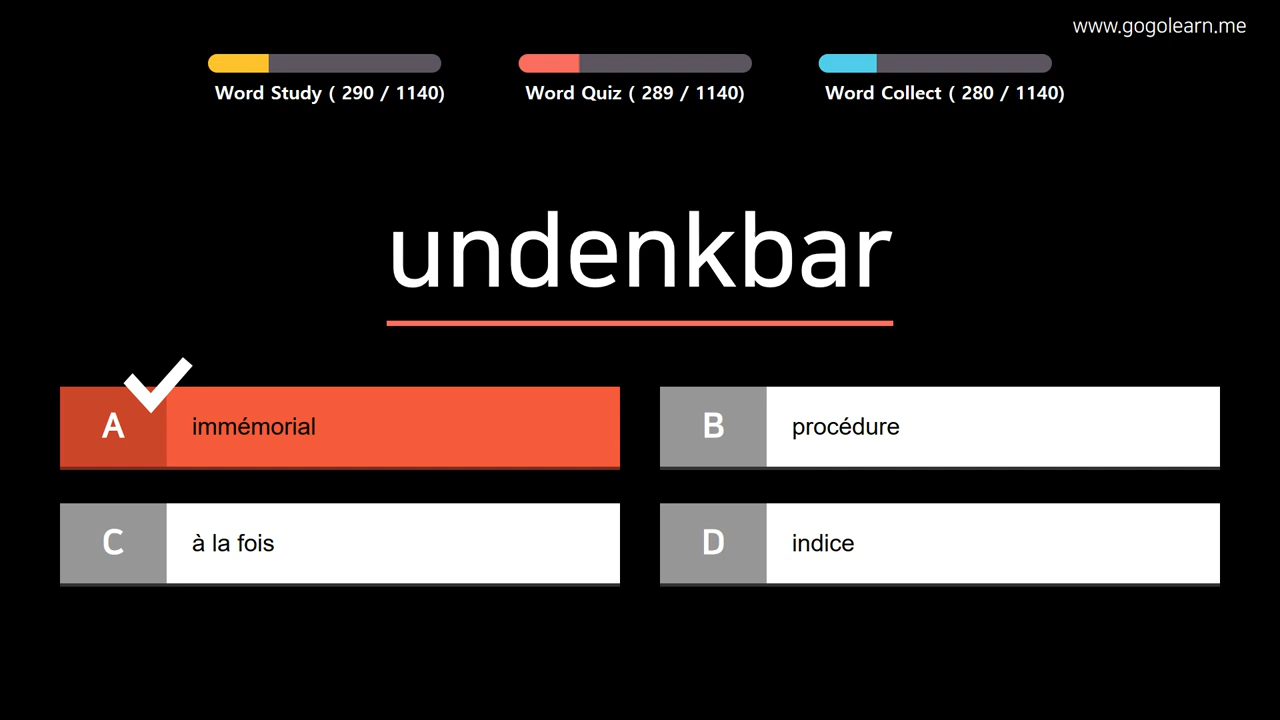 www.gogolearn.me
Word Study ( 290 / 1140)
Word Quiz ( 289 / 1140)
Word Collect ( 280 / 1140)
undenkbar
A immémorial
B procédure
C à la fois
D indice